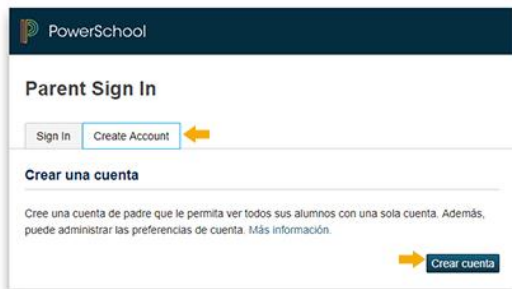 PowerSchool
Parent Sign In
Sign In Create Account
Crear una cuenta
Cree una cuenta de padre que le permita ver todos sus alumnos con una sola cuenta. Además,
puede administrar las preferencias de cuenta. Más información.
Crear cuenta